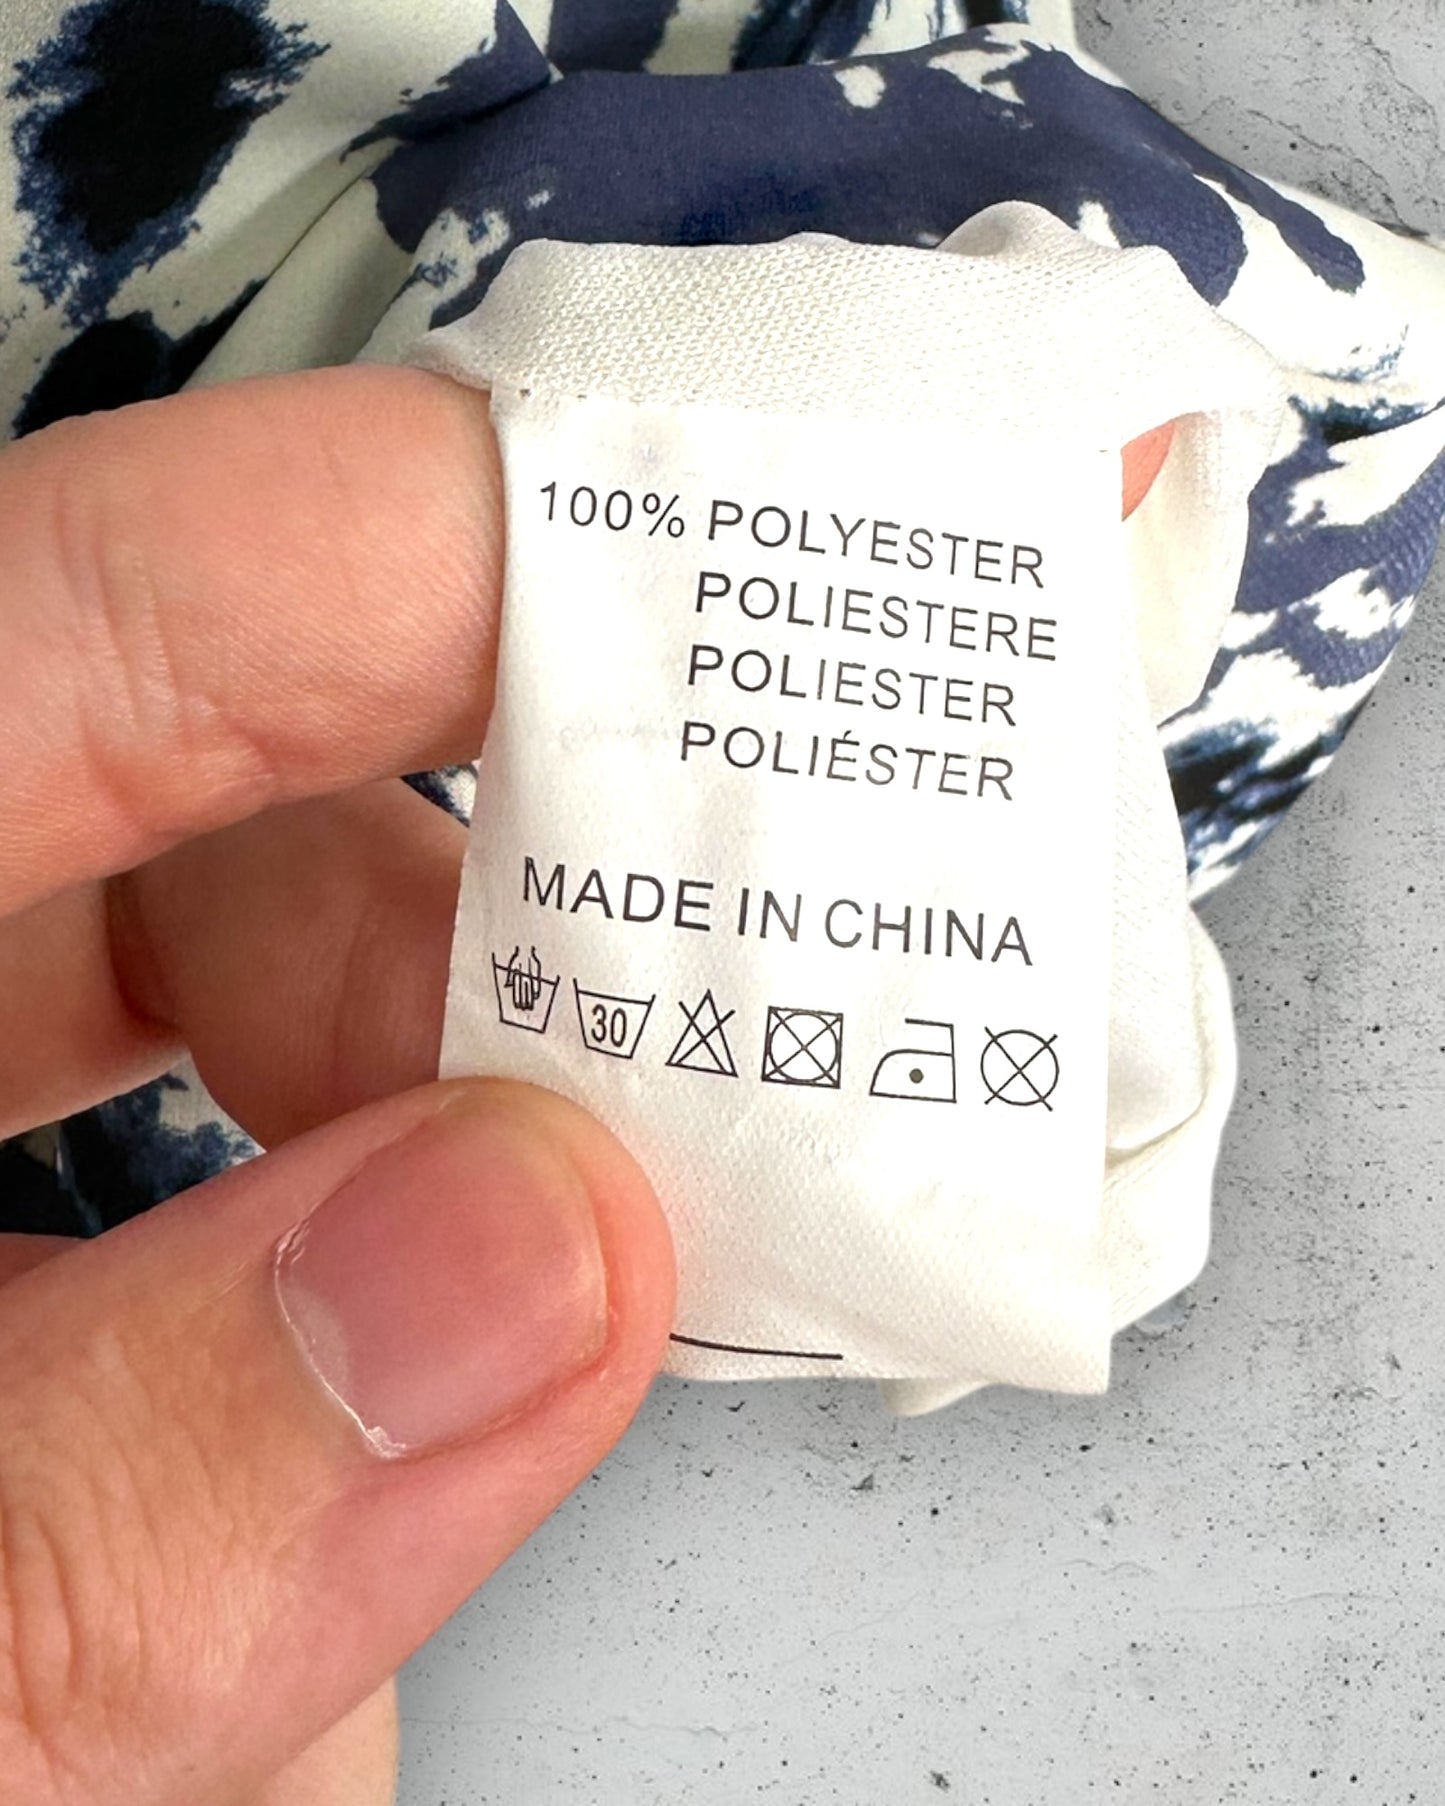 100% POLYESTER
POLIESTERE
POLIESTER
POLIÉSTER
MADE IN CHINA
30